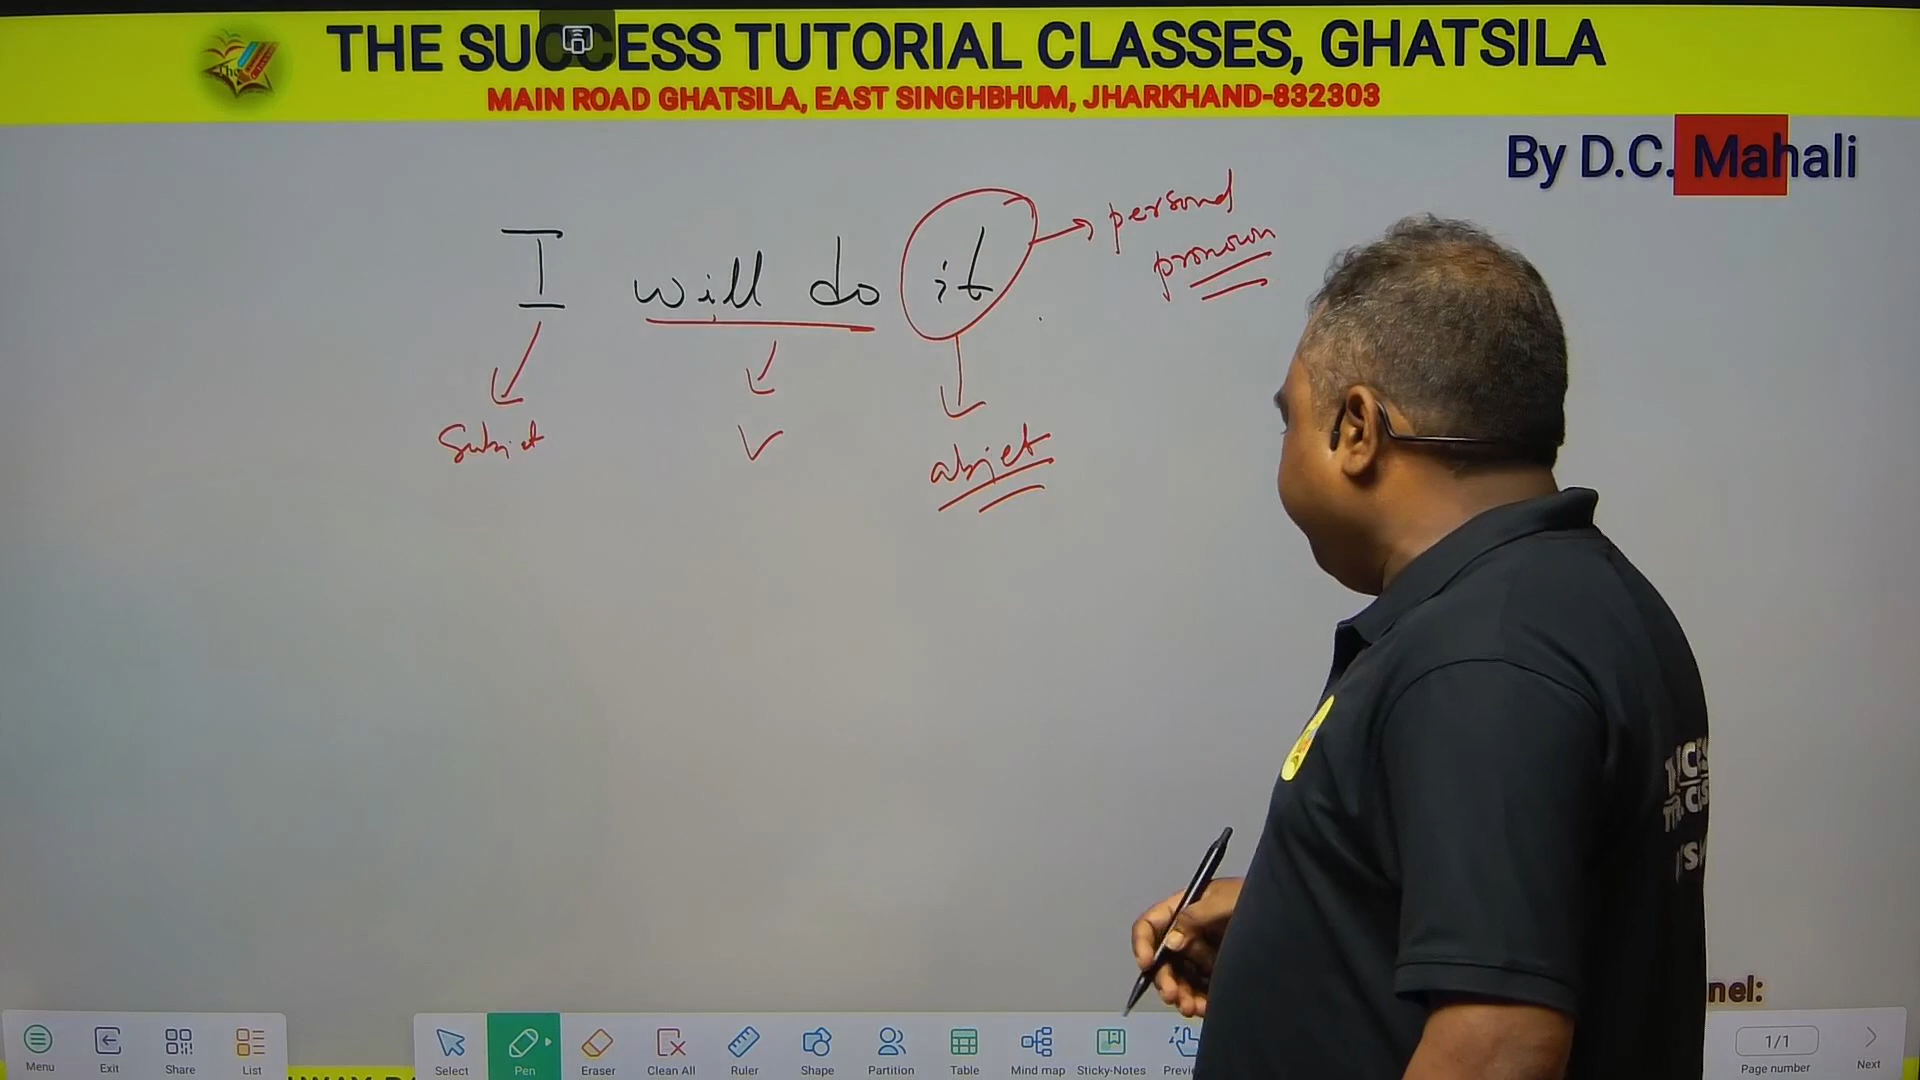 THE SUCCESS TUTORIAL CLASSES, GHATSILA
MAIN ROAD GHATSILA, EAST SINGHBHUM, JHARKHAND-832303
By D.C. Mahali
I will do it
personal
pronoun
Subject
V
object
nel:
Menu
Exit
Share
List
Select
Pen
Eraser
Clean All
Ruler
Shape
Partition
Table
Mind map
Sticky-Notes
1/1
Page number
Next